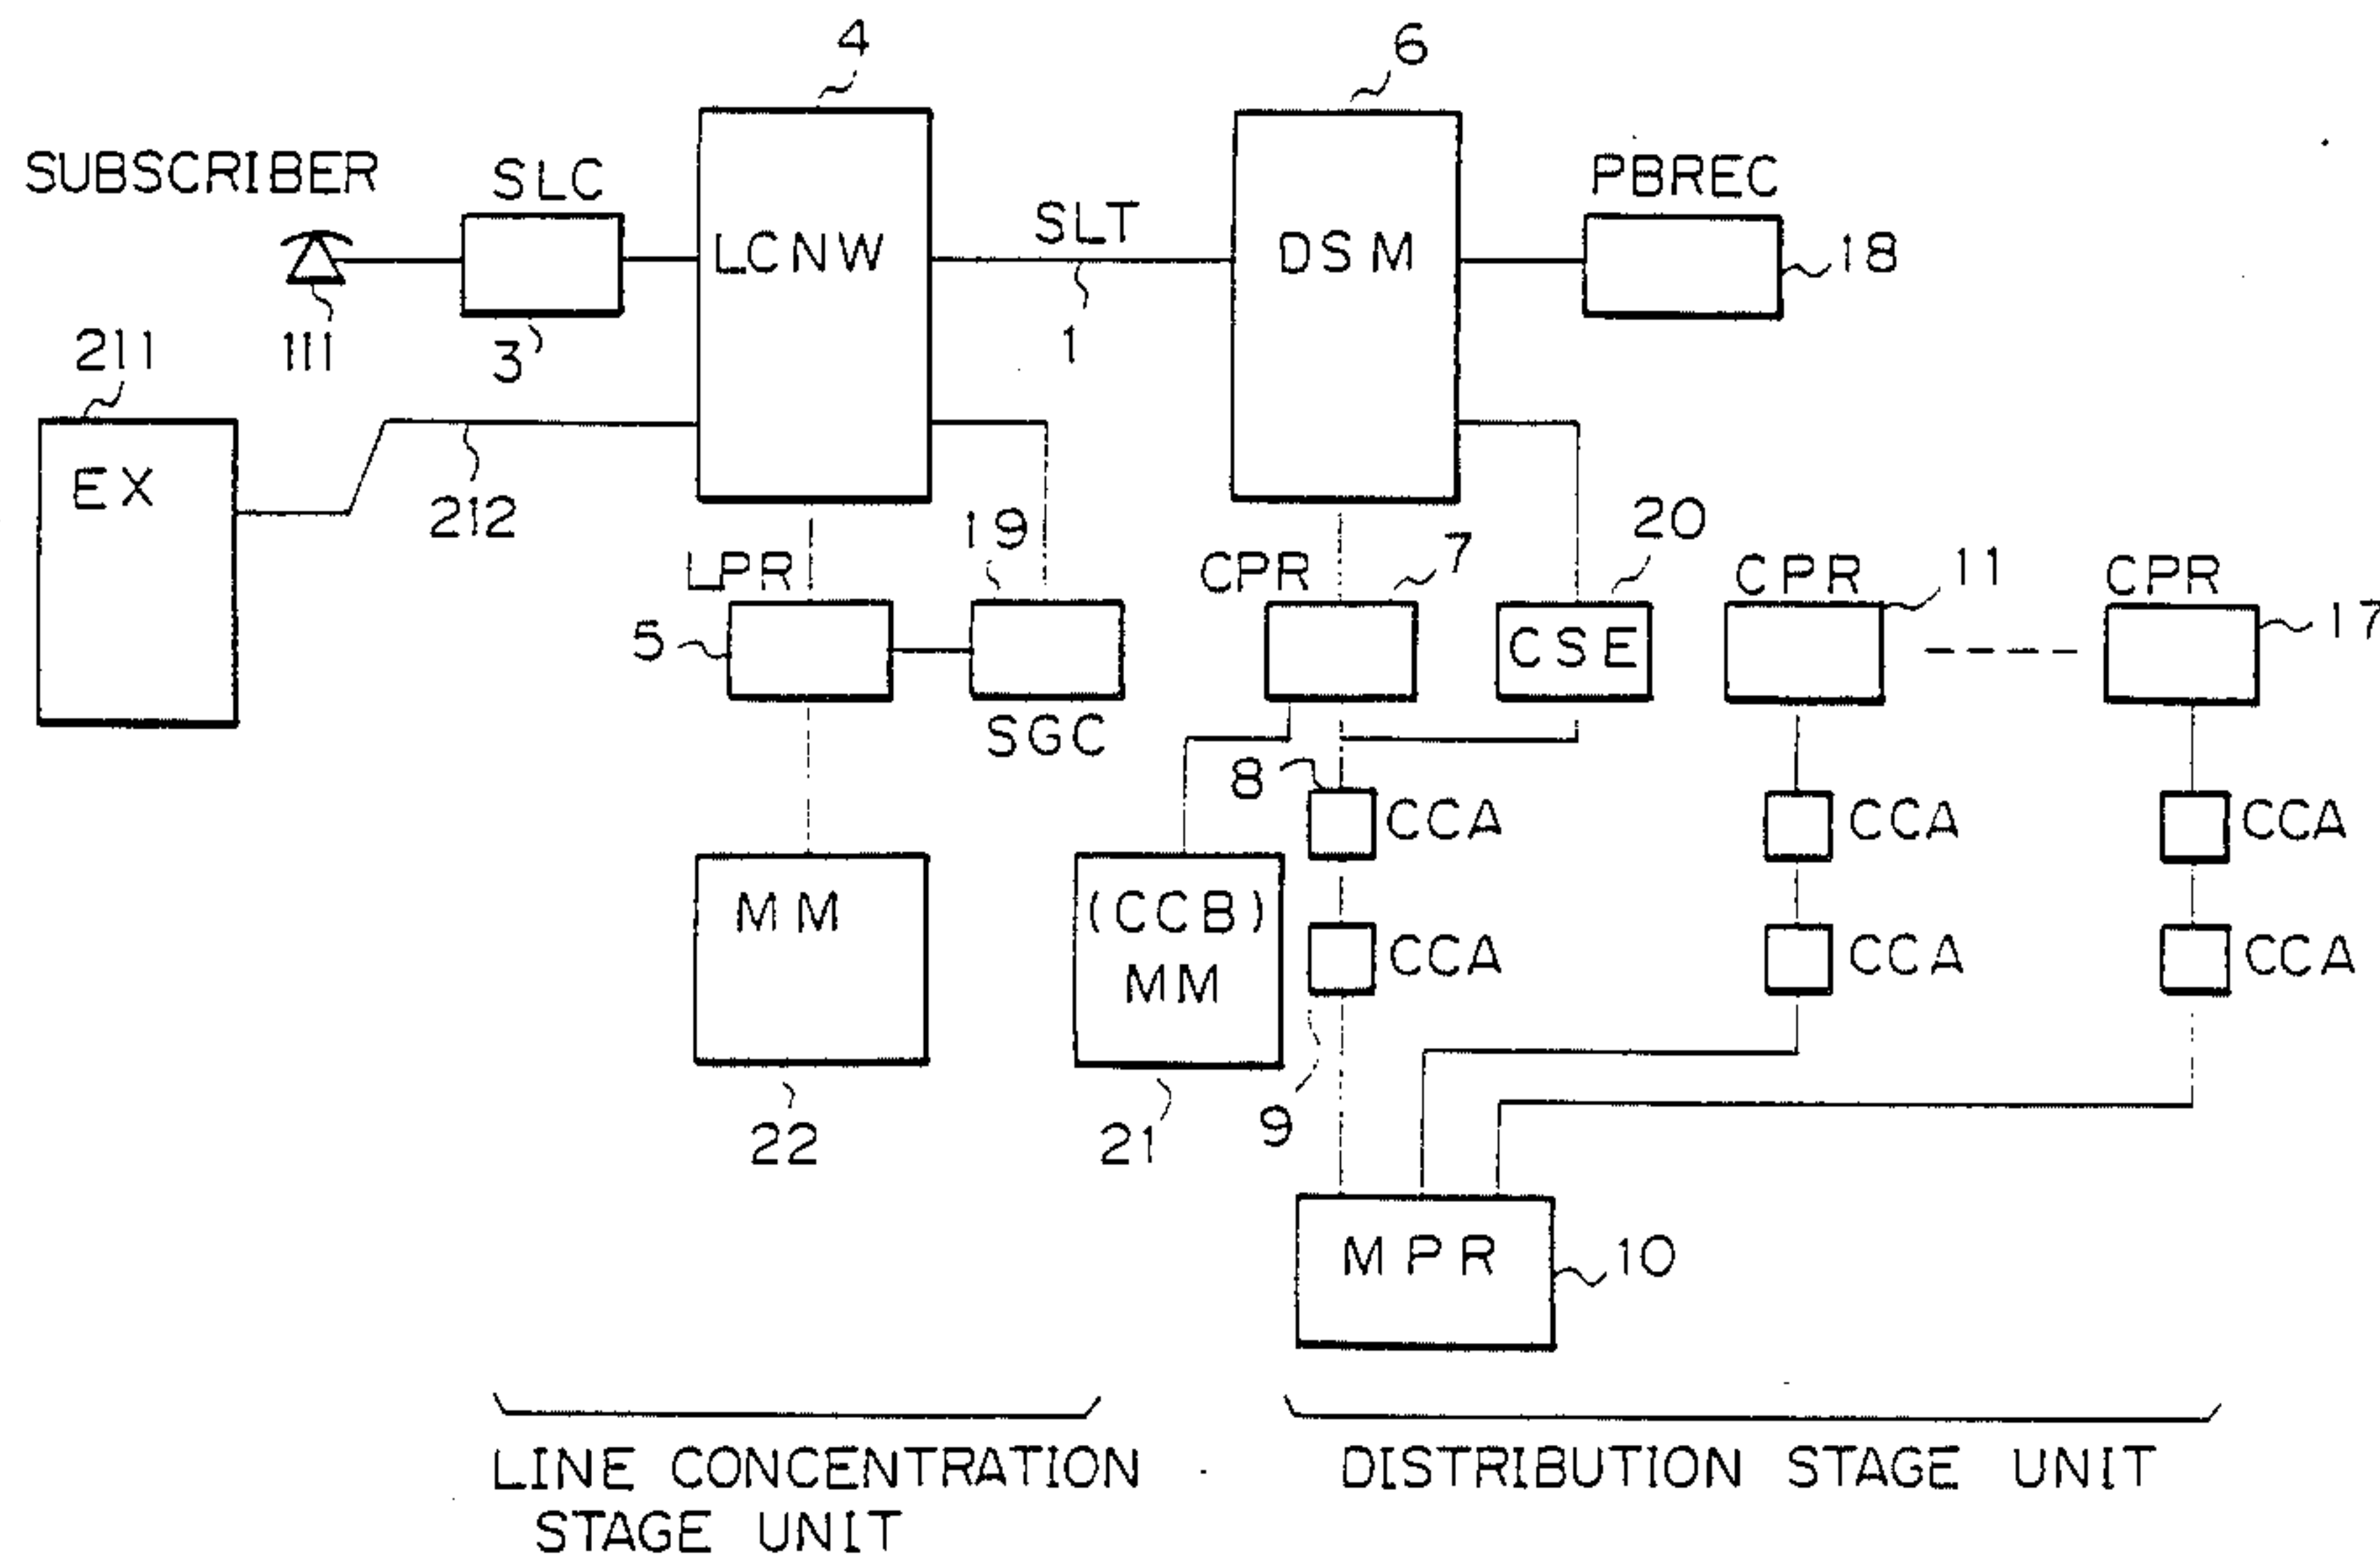 4
6
SUBSCRIBER
SLC
PBREC
SLT
LCNW
DSM
18
111
3
1
211
EX
212
19
20
LPR
CPR
7
CPR
11
CPR
5
CSE
17
SGC
8
CCA
CCA
CCA
MM
(CCB)
MM
CCA
CCA
CCA
22
21
9
MPR
10
LINE CONCENTRATION
STAGE UNIT
DISTRIBUTION STAGE UNIT